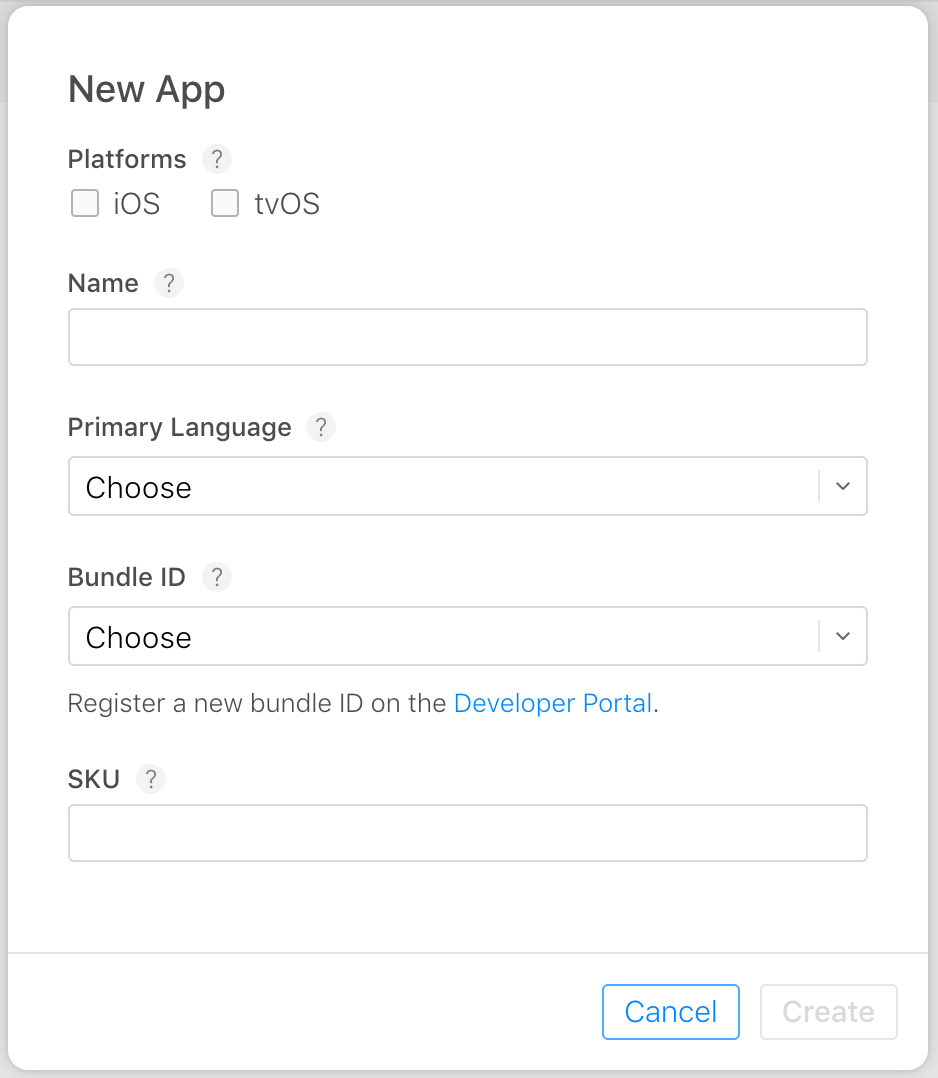 New App
Platforms ?
iOS tvOS
Name ?
Primary Language ?
Choose
Bundle ID ?
Choose
Register a new bundle ID on the Developer Portal.
SKU ?
Cancel Create